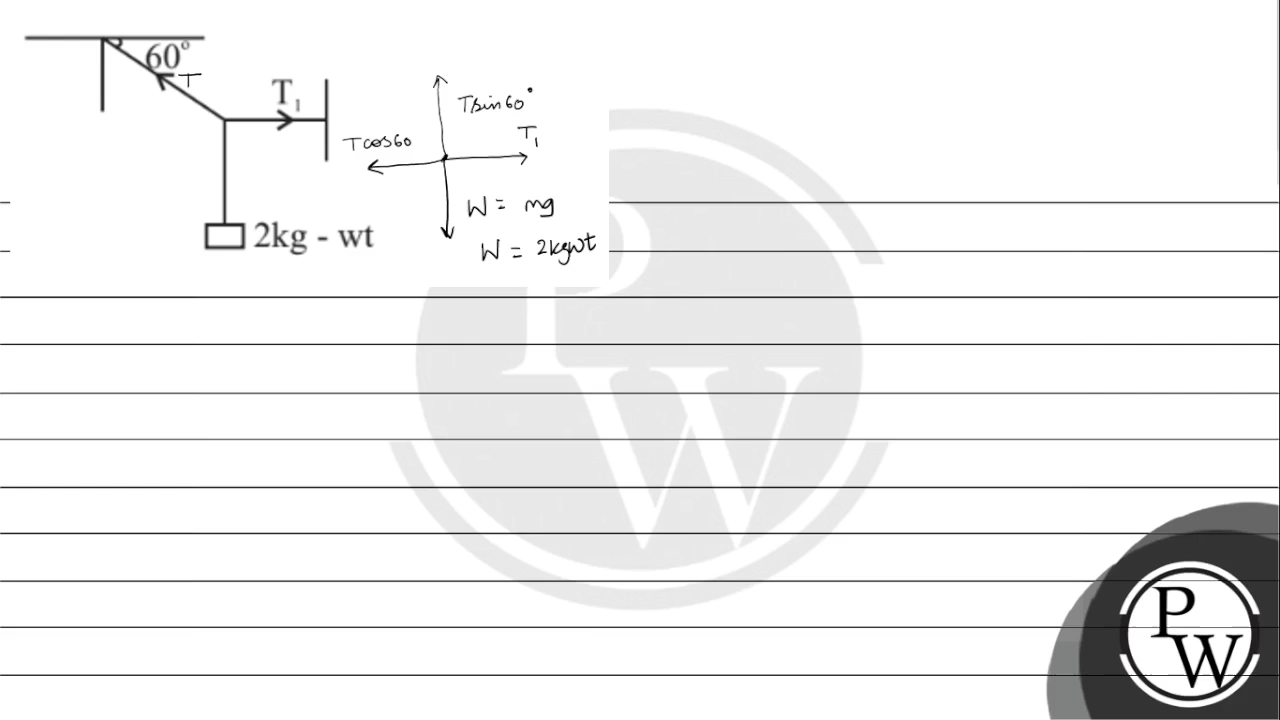 60°
T
T₁
2kg - wt
Tsin60°
Tcos60
T₁
W = mg
W = 2kgwt
P
W
P
W